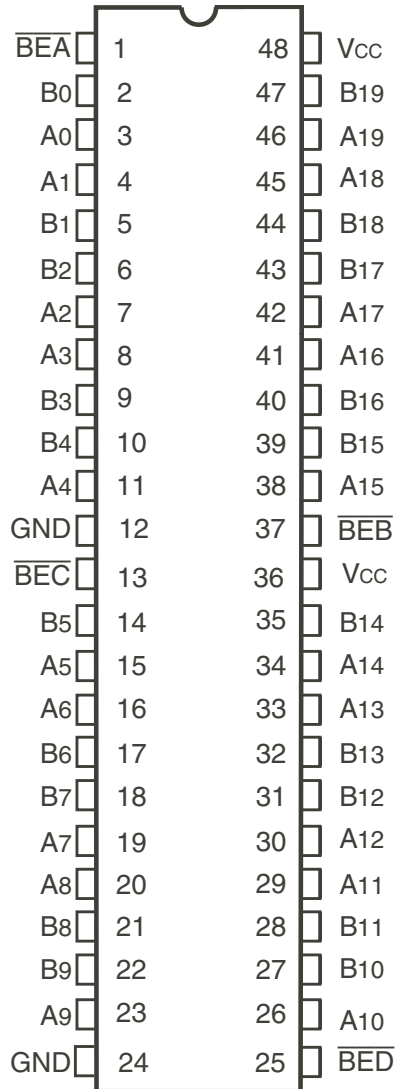 B̅E̅A̅ 1 48 Vcc
B0 2 47 B19
A0 3 46 A19
A1 4 45 A18
B1 5 44 B18
B2 6 43 B17
A2 7 42 A17
A3 8 41 A16
B3 9 40 B16
B4 10 39 B15
A4 11 38 A15
GND 12 37 B̅E̅B̅
B̅E̅C̅ 13 36 Vcc
B5 14 35 B14
A5 15 34 A14
A6 16 33 A13
B6 17 32 B13
B7 18 31 B12
A7 19 30 A12
A8 20 29 A11
B8 21 28 B11
B9 22 27 B10
A9 23 26 A10
GND 24 25 B̅E̅D̅